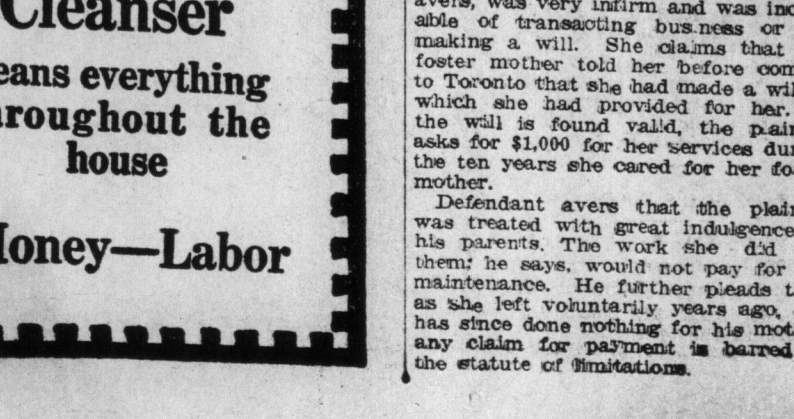 Cleanser
eans everything
roughout the
house
oney—Labor
avers, was very infirm and was inc
able of transacting bus.ness or
making a will. She claims that
foster mother told her before com
to Toronto that she had made a wil
which she had provided for her.
the will is found val!d, the plain
asks for $1,000 for her services dur
the ten years she cared for her fo
mother.
Defendant avers that the plain
was treated with great indulgence
his parents. The work she d:d
them; he says, would not pay for
maintenance. He further pleads t
as she left voluntarily years ago,
has since done nothing for his mot
any claim for payment is barred
the statute of limitations.